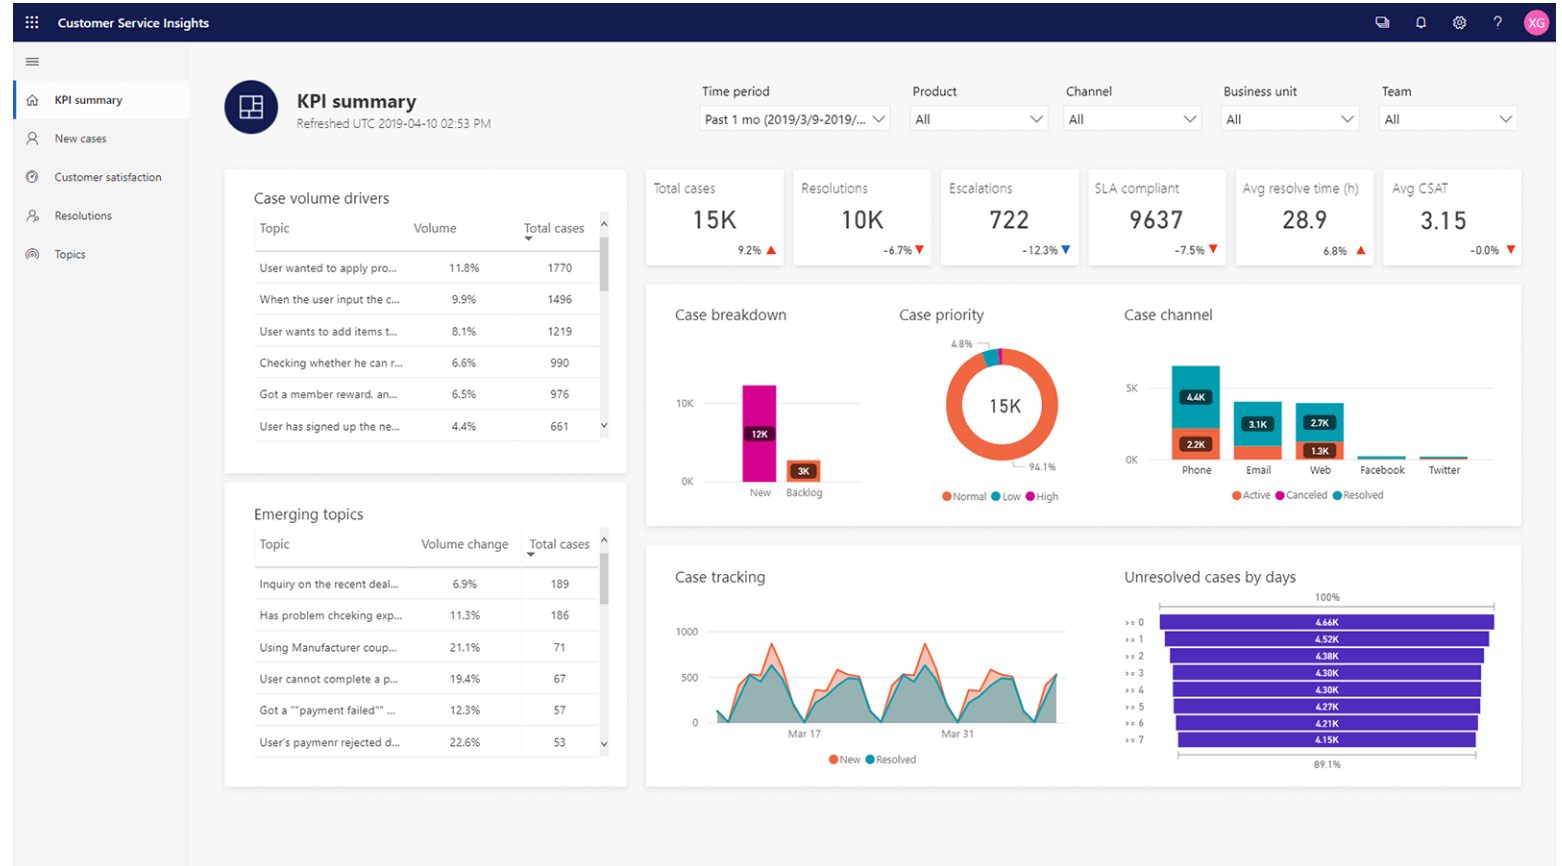 Customer Service Insights
XG
KPI summary
New cases
Customer satisfaction
Resolutions
Topics
KPI summary
Refreshed UTC 2019-04-10 02:53 PM
Time period
Past 1 mo (2019/3/9-2019/...
Product
All
Channel
All
Business unit
All
Team
All
Case volume drivers
Topic Volume Total cases
User wanted to apply pro... 11.8% 1770
When the user input the c... 9.9% 1496
User wants to add items t... 8.1% 1219
Checking whether he can r... 6.6% 990
Got a member reward, an... 6.5% 976
User has signed up the ne... 4.4% 661
Emerging topics
Topic Volume change Total cases
Inquiry on the recent deal... 6.9% 189
Has problem chceking exp... 11.3% 186
Using Manufacturer coup... 21.1% 71
User cannot complete a p... 19.4% 67
Got a ""payment failed"" ... 12.3% 57
User's paymenr rejected d... 22.6% 53
Total cases
15K
9.2%
Resolutions
10K
-6.7%
Escalations
722
-12.3%
SLA compliant
9637
-7.5%
Avg resolve time (h)
28.9
6.8%
Avg CSAT
3.15
-0.0%
Case breakdown
10K
0K
12K
3K
New Backlog
Case priority
4.8%
15K
94.1%
Normal Low High
Case channel
5K
0K
4.4K
2.2K
3.1K
2.7K
1.3K
Phone Email Web Facebook Twitter
Active Canceled Resolved
Case tracking
1000
500
0
Mar 17 Mar 31
New Resolved
Unresolved cases by days
100%
>= 0 4.66K
>= 1 4.52K
>= 2 4.38K
>= 3 4.30K
>= 4 4.30K
>= 5 4.27K
>= 6 4.21K
>= 7 4.15K
89.1%